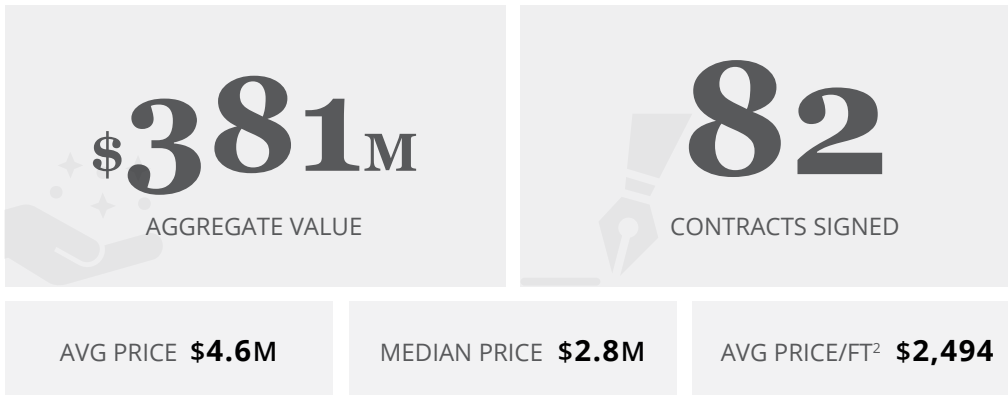 $381M
AGGREGATE VALUE
82
CONTRACTS SIGNED
AVG PRICE $4.6M
MEDIAN PRICE $2.8M
AVG PRICE/FT² $2,494